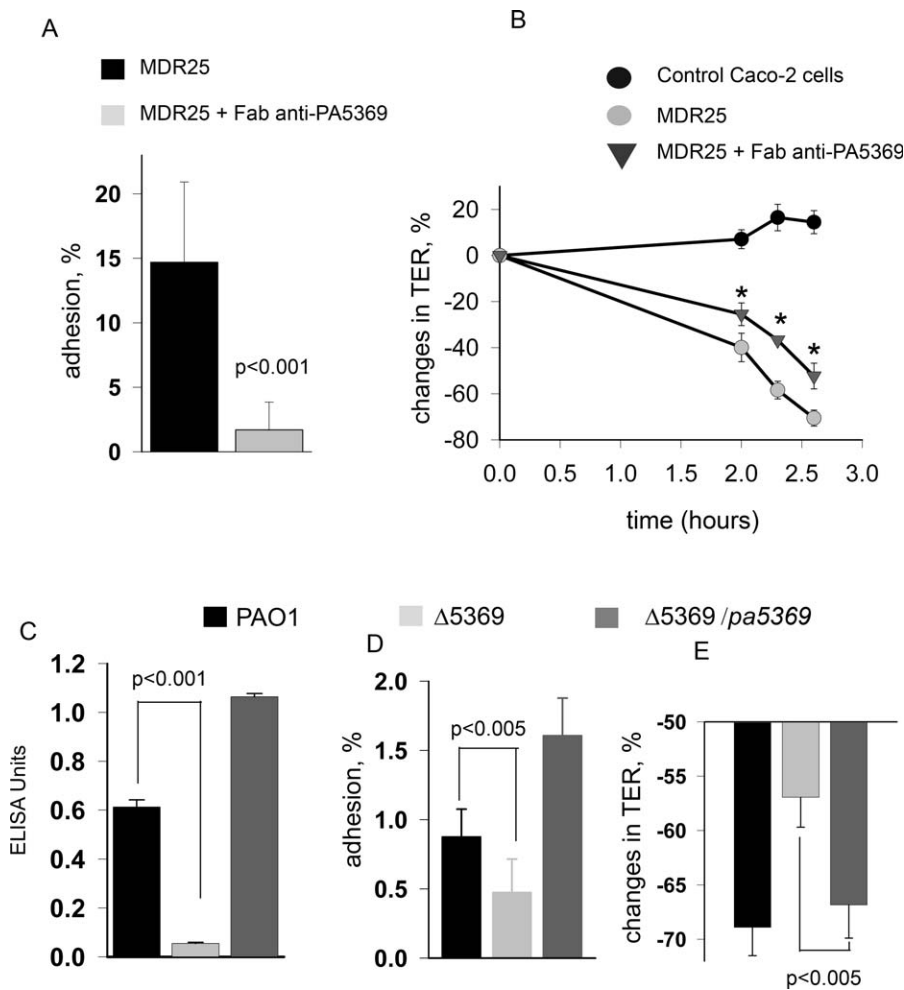 A
MDR25
MDR25 + Fab anti-PA5369
adhesion, %
20
15
10
5
0
p<0.001
B
Control Caco-2 cells
MDR25
MDR25 + Fab anti-PA5369
changes in TER, %
20
0
-20
-40
-60
-80
* * *
0.0 0.5 1.0 1.5 2.0 2.5 3.0
time (hours)
PAO1 Δ5369 Δ5369 /pa5369
C
ELISA Units
1.2
1.0
0.8
0.6
0.4
0.2
0.0
p<0.001
D
adhesion, %
2.0
1.5
1.0
0.5
0.0
p<0.005
E
changes in TER, %
-50
-55
-60
-65
-70
p<0.005